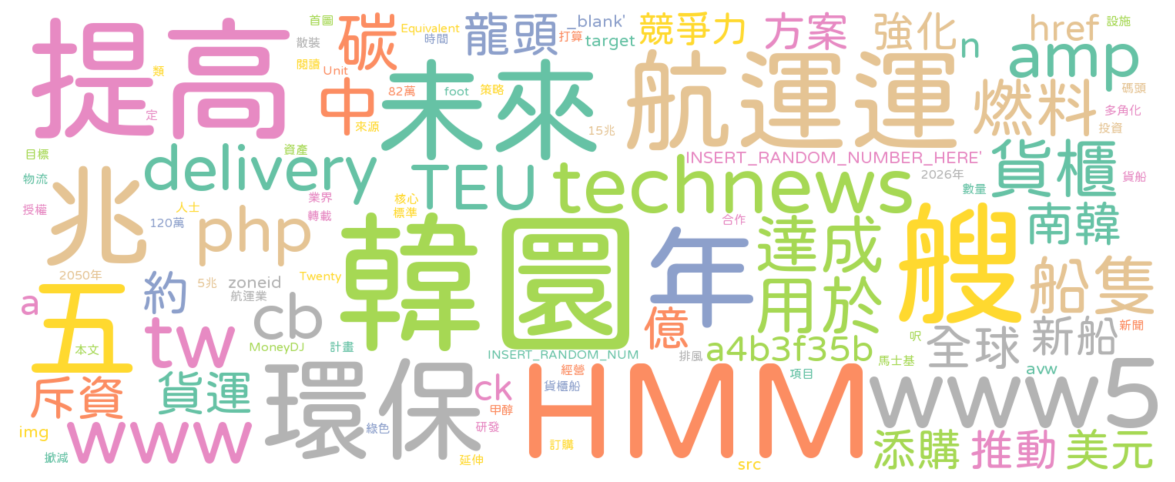 首圖 Equivalent _blank' 競爭力 方案 強化 href 設施
提高 散裝 碳 時間 龍頭 打算 target n amp
閱讀 類 Unit 中 82萬 未來 foot 策略 航運運 燃料 碼頭
定 來源 15兆 多角化 投資
目標 資產 delivery INSERT_RANDOM_NUMBER_HERE' 貨櫃
物流 兆 TEU technews 2026年 數量 貨船
授權 人士 業界 核心
120萬 php 轉載 標準 韓圜 合作 達成 艘 南韓
2050年 5兆 zoneid Twenty 年 用於 船隻
a 五 約 航運業 cb 億 新聞
本文 tw MoneyDJ 計畫 INSERT_RANDOM_NUM 排風 a4b3f35b 呎 全球 新船
斥資 貨運 環保 經營 HMM 項目 馬士基 avw
貨櫃船 ck www5
img www 綠色 甲醇 研發 添購 推動 美元
撳減 延伸 訂購 src